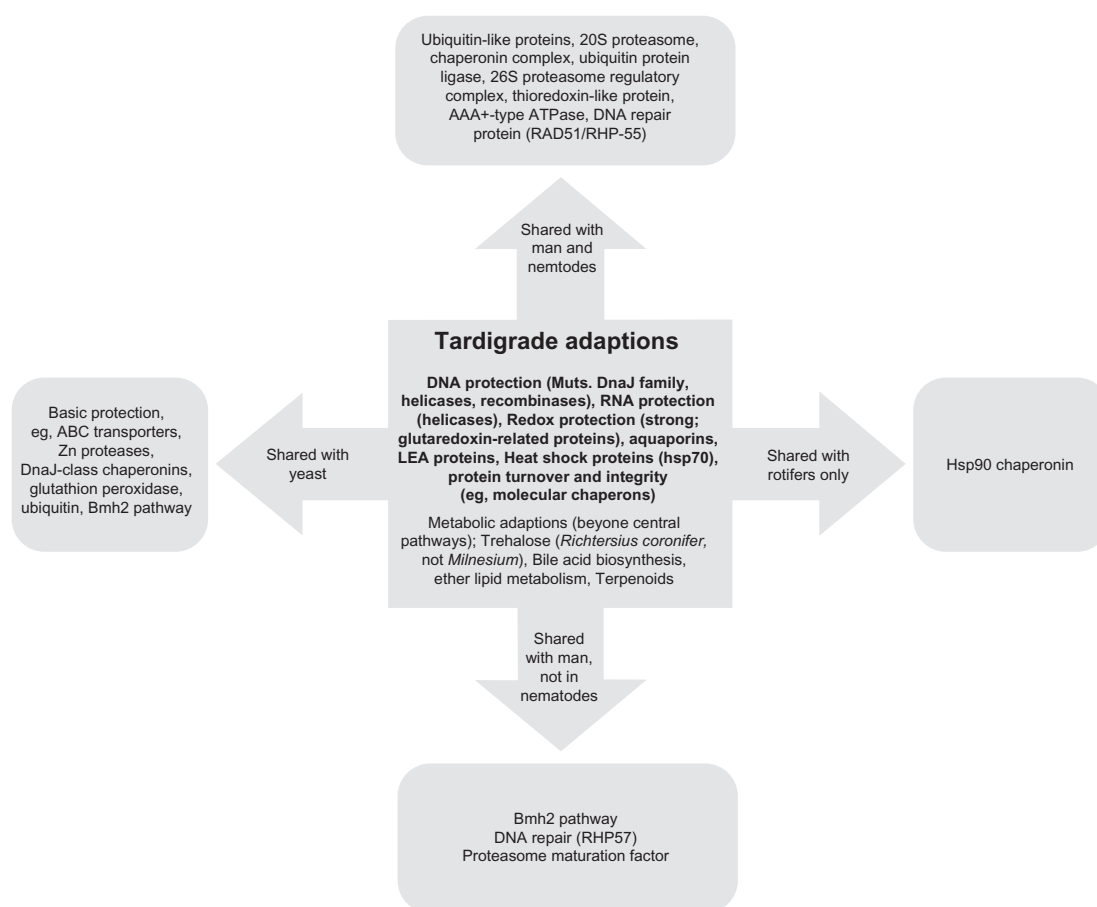 Ubiquitin-like proteins, 20S proteasome,
chaperonin complex, ubiquitin protein
ligase, 26S proteasome regulatory
complex, thioredoxin-like protein,
AAA+-type ATPase, DNA repair
protein (RAD51/RHP-55)
Shared with
man and
nemtodes
Tardigrade adaptions
DNA protection (Muts. DnaJ family,
helicases, recombinases), RNA protection
(helicases), Redox protection (strong;
glutaredoxin-related proteins), aquaporins,
LEA proteins, Heat shock proteins (hsp70),
protein turnover and integrity
(eg, molecular chaperons)
Metabolic adaptions (beyone central
pathways); Trehalose (Richtersius coronifer,
not Milnesium), Bile acid biosynthesis,
ether lipid metabolism, Terpenoids
Basic protection,
eg, ABC transporters,
Zn proteases,
DnaJ-class chaperonins,
glutathion peroxidase,
ubiquitin, Bmh2 pathway
Shared with
yeast
Shared with
rotifers only
Hsp90 chaperonin
Shared
with man,
not in
nematodes
Bmh2 pathway
DNA repair (RHP57)
Proteasome maturation factor